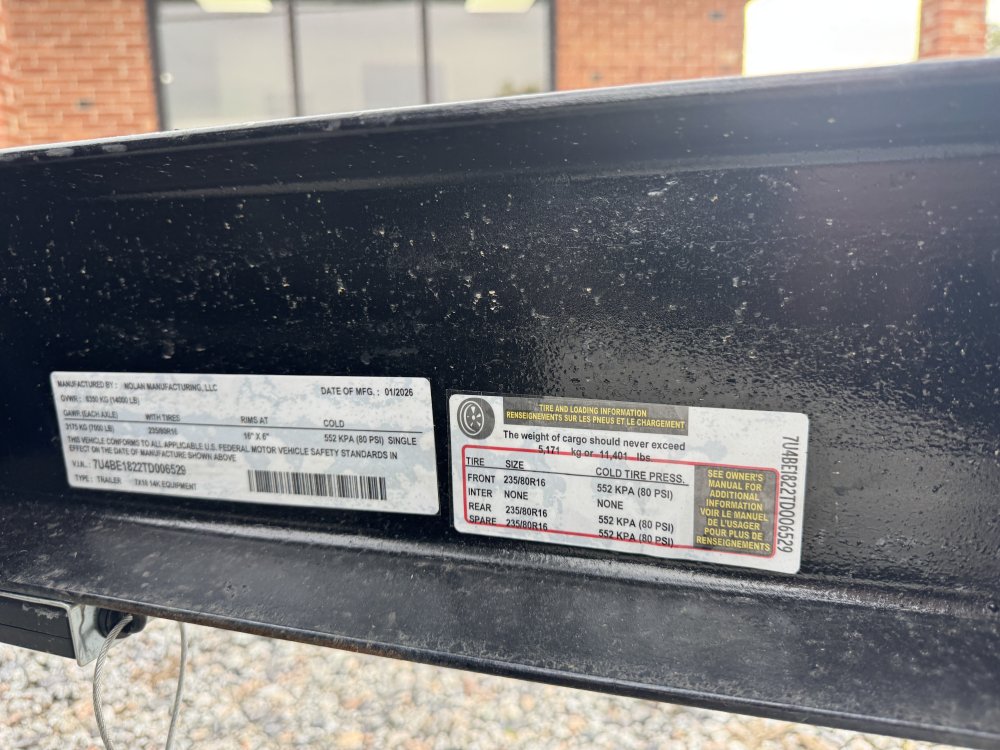 MANUFACTURED BY : NOLAN MANUFACTURING, LLC
DATE OF MFG. : 01/2026
GVWR : 6350 KG (14000 LB)
GAWR (EACH AXLE) WITH TIRES RIMS AT COLD
3175 KG (7000 LB) 235/80R16 16" X 6" 552 KPA (80 PSI) SINGLE
THIS VEHICLE CONFORMS TO ALL APPLICABLE U.S. FEDERAL MOTOR VEHICLE SAFETY STANDARDS IN
EFFECT ON THE DATE OF MANUFACTURE SHOWN ABOVE
V.I.N. 7U4BE1822TD006529
TYPE : TRAILER 7X18 14K EQUIPMENT
TIRE AND LOADING INFORMATION
RENSEIGNEMENTS SUR LES PNEUS ET LE CHARGEMENT
The weight of cargo should never exceed
5,171 kg or 11,401 lbs
TIRE SIZE COLD TIRE PRESS.
FRONT 235/80R16 552 KPA (80 PSI)
INTER NONE NONE
REAR 235/80R16 552 KPA (80 PSI)
SPARE 235/80R16 552 KPA (80 PSI)
SEE OWNER'S
MANUAL FOR
ADDITIONAL
INFORMATION
VOIR LE MANUEL
DE L'USAGER
POUR PLUS DE
RENSEIGNEMENTS
7U4BE1822TD006529